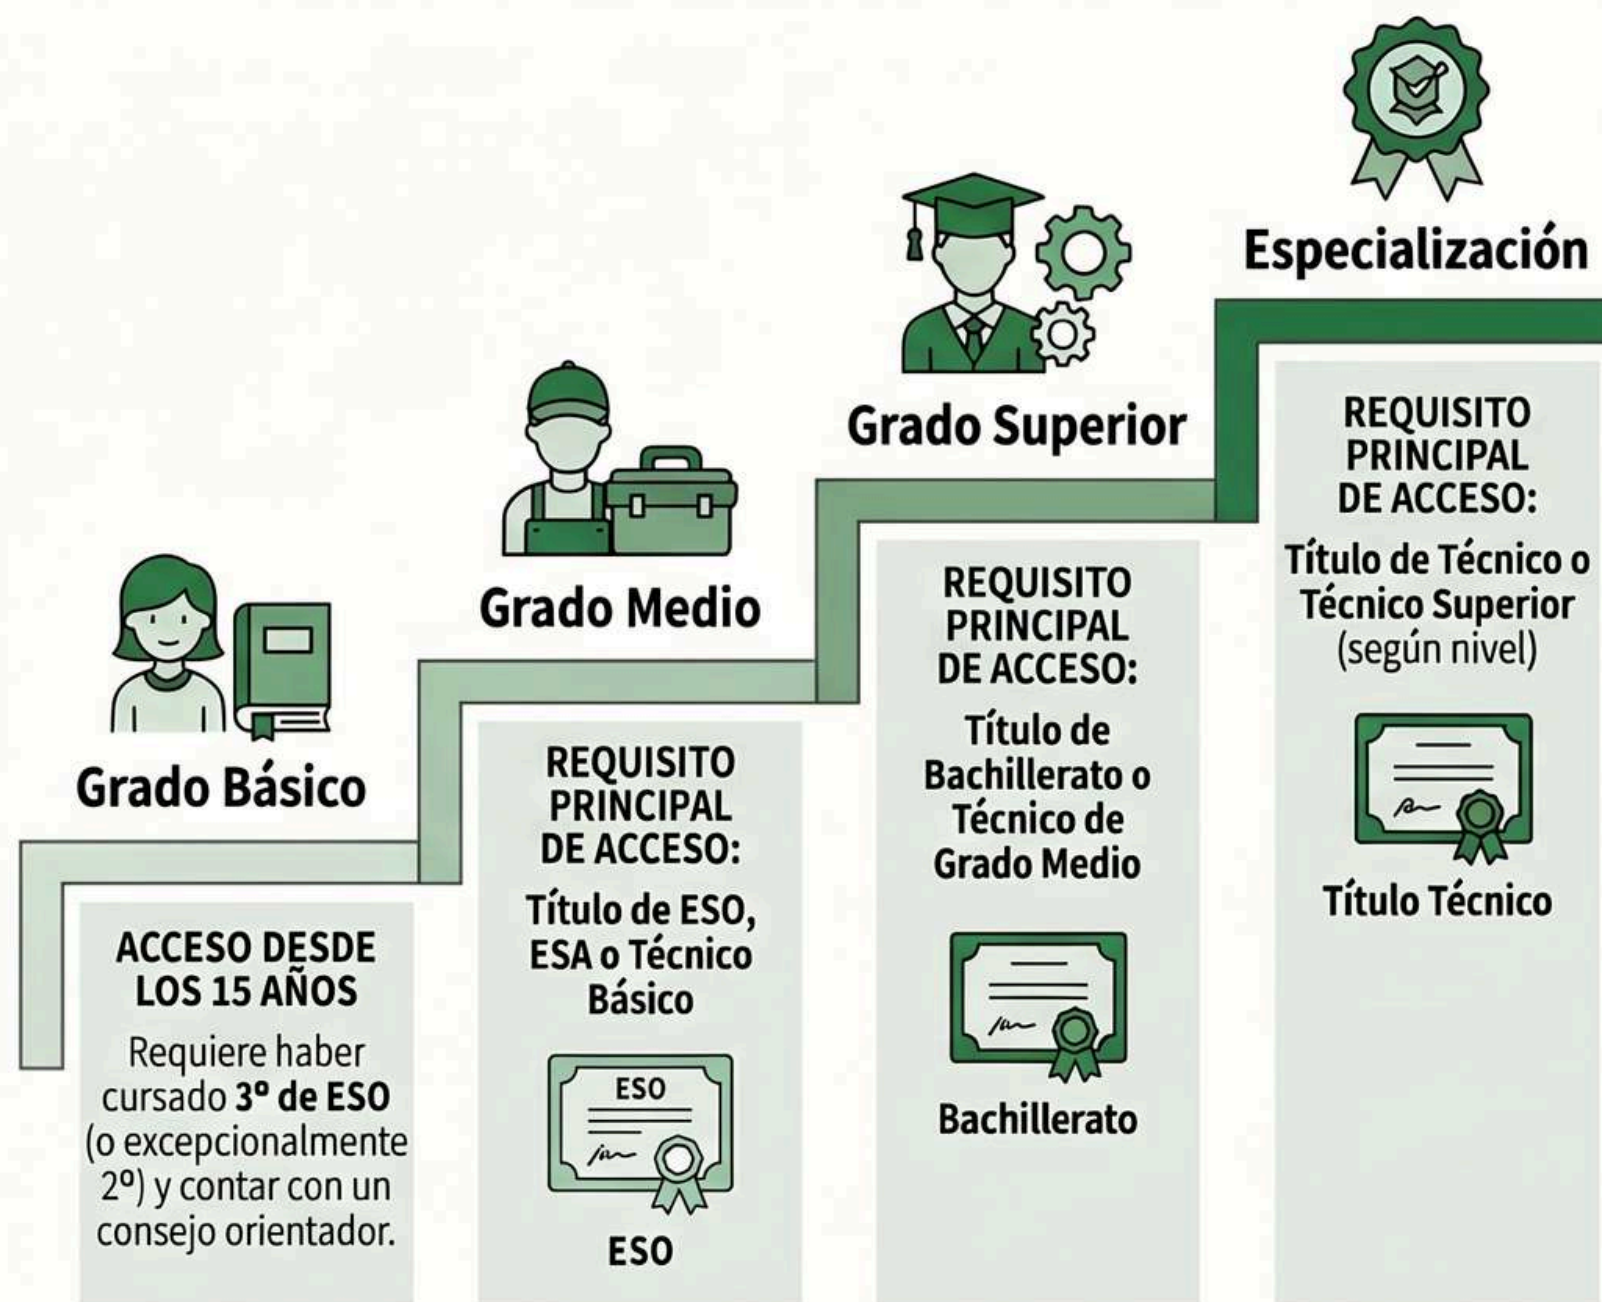 Grado Básico
ACCESO DESDE
LOS 15 AÑOS
Requiere haber
cursado 3º de ESO
(o excepcionalmente
2º) y contar con un
consejo orientador.
Grado Medio
REQUISITO
PRINCIPAL
DE ACCESO:
Título de ESO,
ESA o Técnico
Básico
ESO
ESO
Grado Superior
REQUISITO
PRINCIPAL
DE ACCESO:
Título de
Bachillerato o
Técnico de
Grado Medio
Bachillerato
Especialización
REQUISITO
PRINCIPAL
DE ACCESO:
Título de Técnico o
Técnico Superior
(según nivel)
Título Técnico